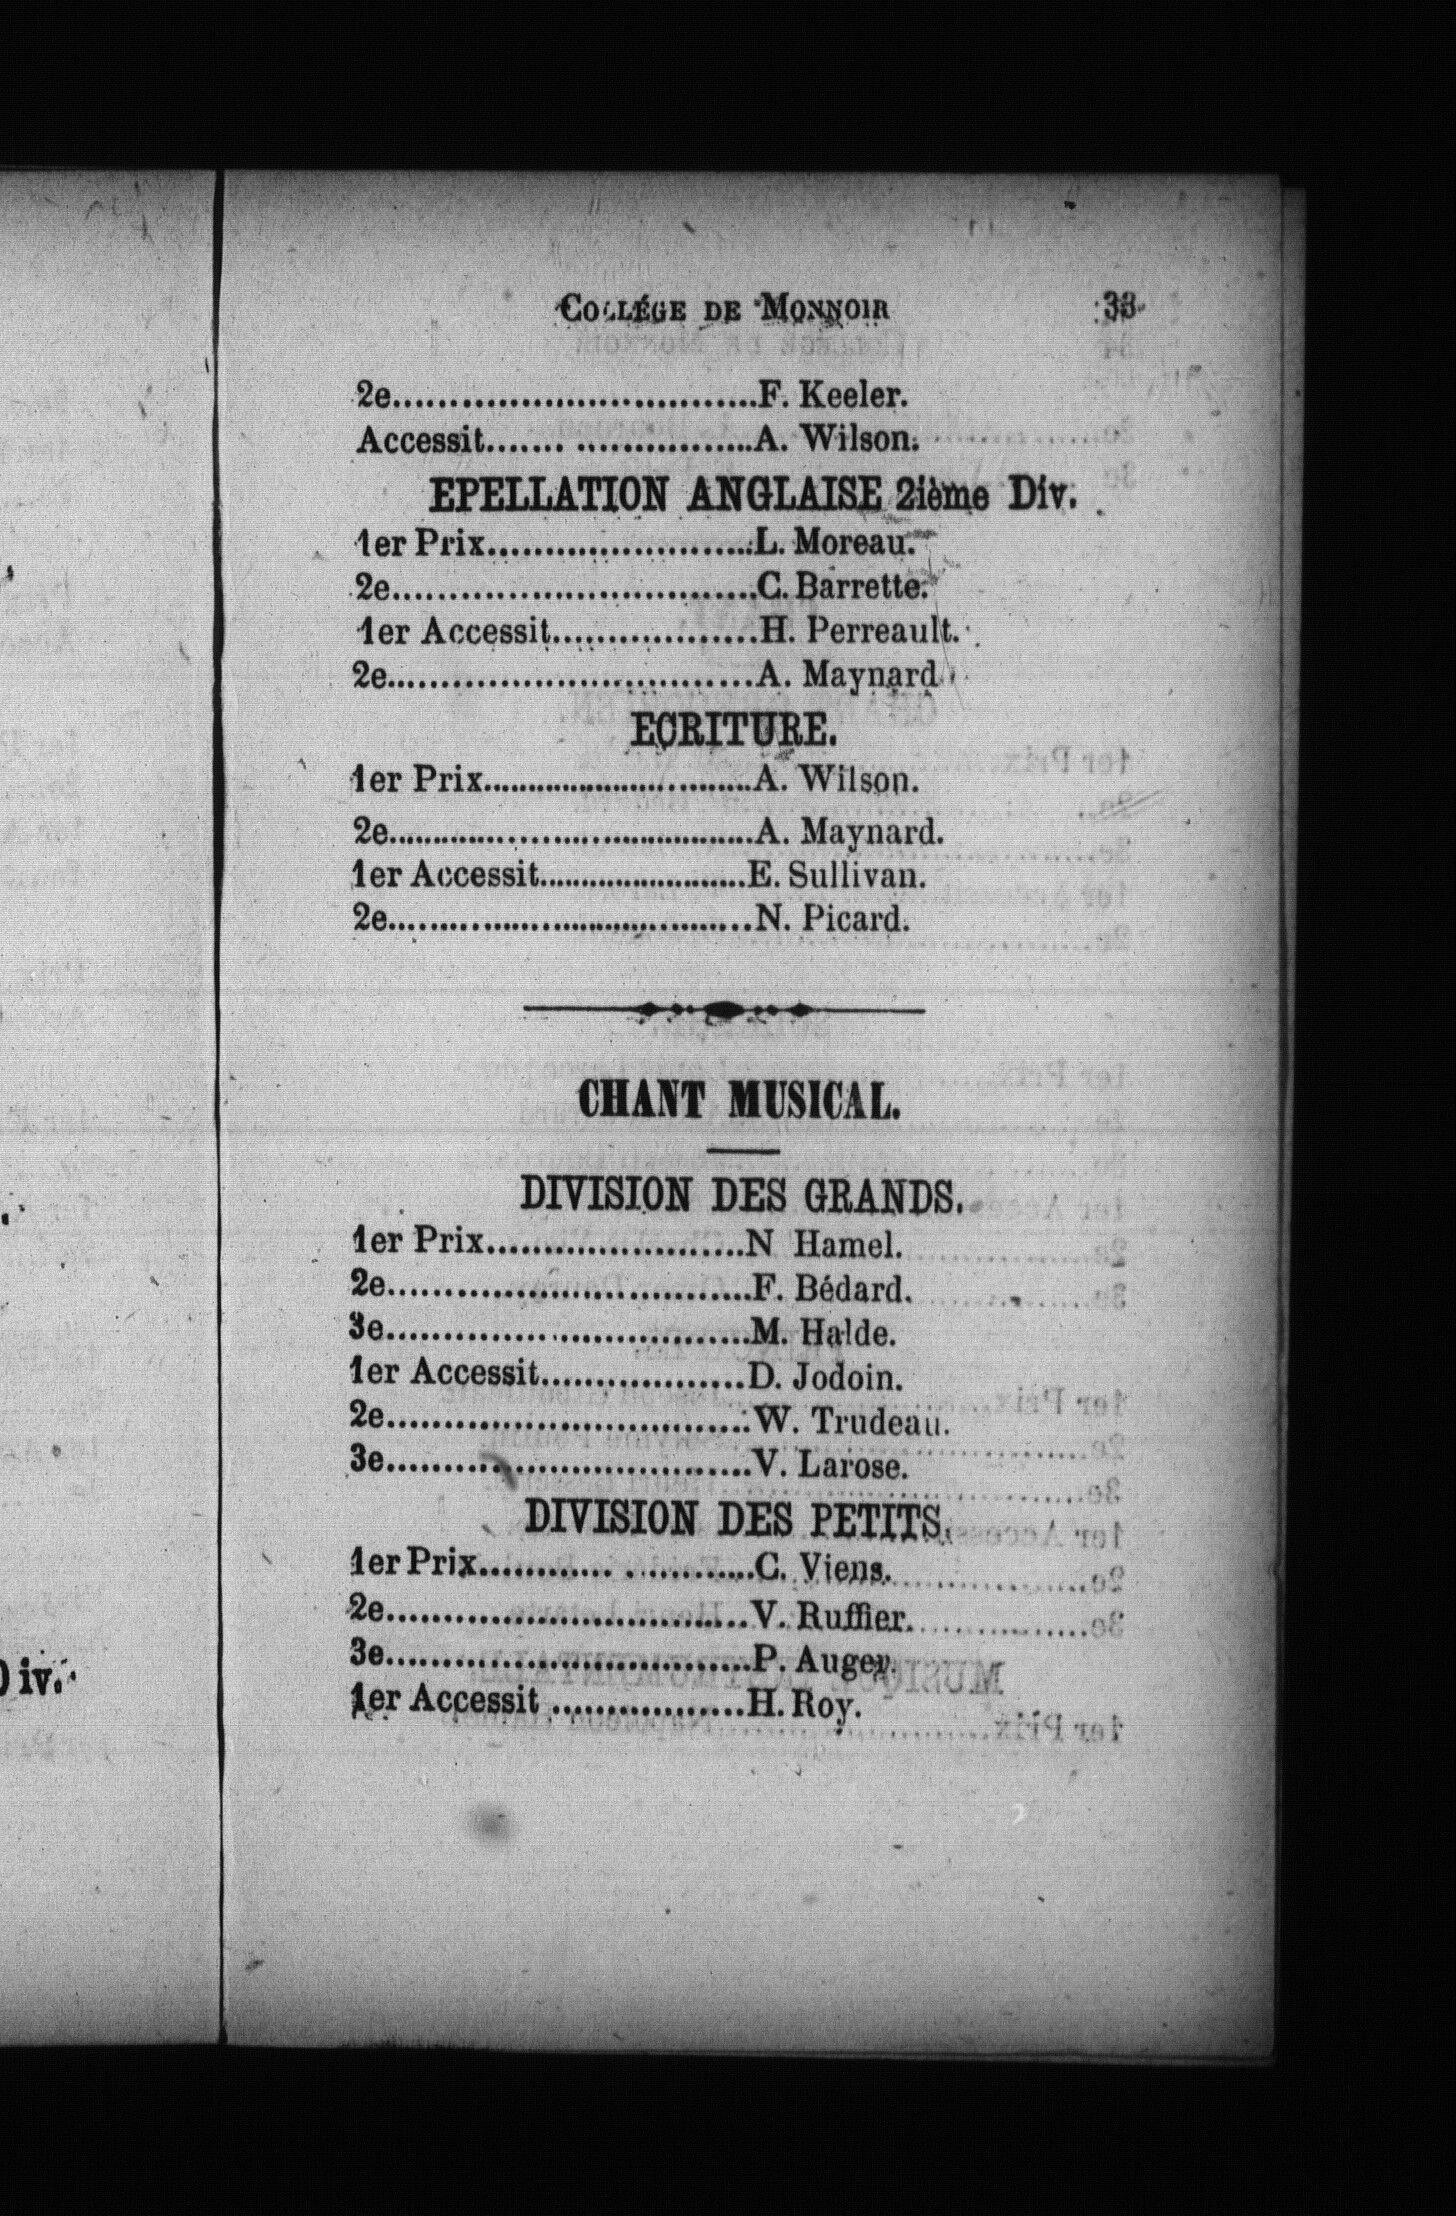 COLLÉGE DE MONNOIR 33
2e...............................F. Keeler.
Accessit....... ...............A. Wilson.
EPELLATION ANGLAISE 2ième Div.
1er Prix.......................L. Moreau.
2e...............................C. Barrette.
1er Accessit..................H. Perreault.
2e...............................A. Maynard
ECRITURE.
1er Prix..........................A. Wilson.
2e..................................A. Maynard.
1er Accessit.......................E. Sullivan.
2e..................................N. Picard.
CHANT MUSICAL.
DIVISION DES GRANDS.
1er Prix......................N Hamel.
2e...............................F. Bédard.
3e...............................M. Halde.
1er Accessit.................D. Jodoin.
2e...............................W. Trudeau.
3e...............................V. Larose.
DIVISION DES PETITS.
1er Prix............ ...........C. Viens.
2e...............................V. Ruffier.
3e...............................P. Auger.
1er Accessit .................H. Roy.
Div.